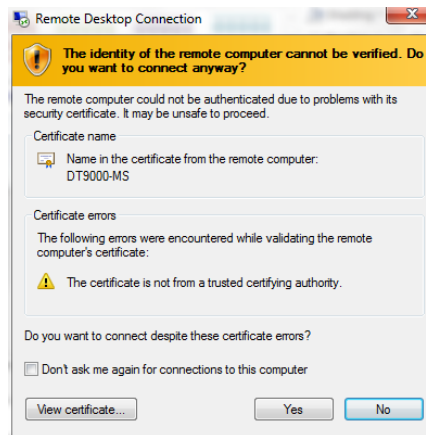 Remote Desktop Connection
The identity of the remote computer cannot be verified. Do
you want to connect anyway?
The remote computer could not be authenticated due to problems with its
security certificate. It may be unsafe to proceed.
Certificate name
Name in the certificate from the remote computer:
DT9000-MS
Certificate errors
The following errors were encountered while validating the remote
computer's certificate:
The certificate is not from a trusted certifying authority.
Do you want to connect despite these certificate errors?
Don't ask me again for connections to this computer
View certificate...
Yes
No